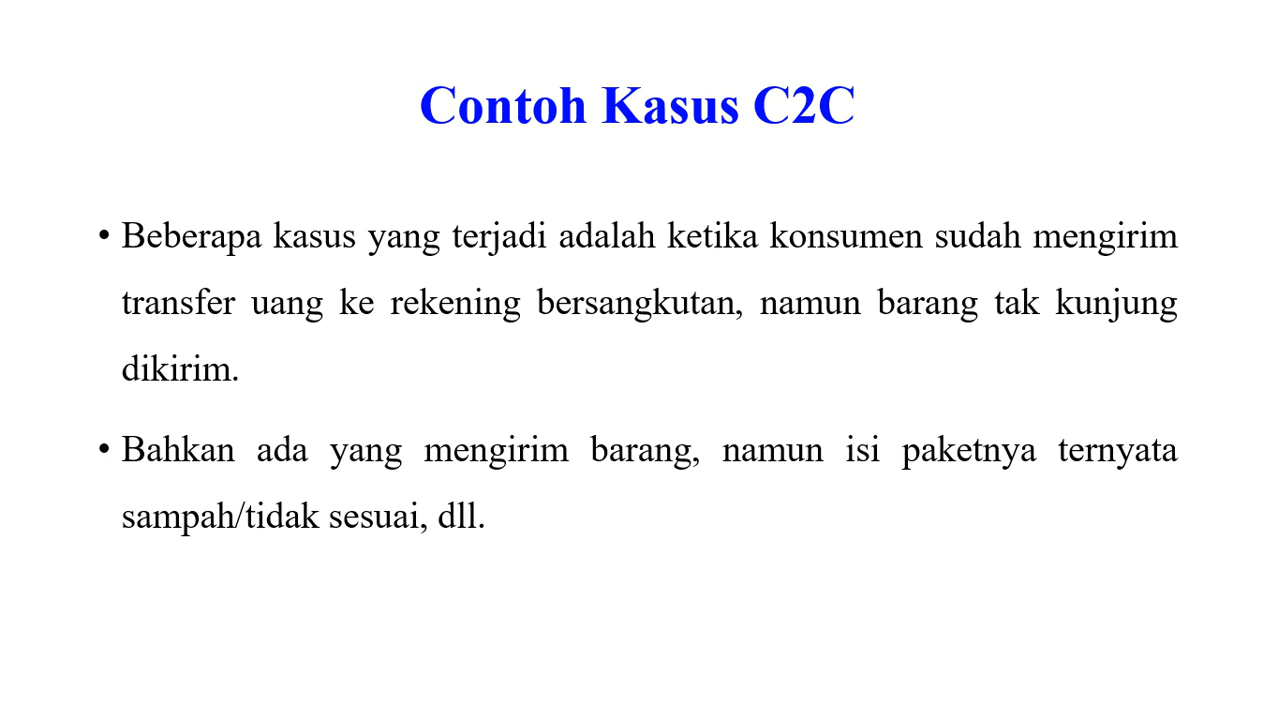 Contoh Kasus C2C
• Beberapa kasus yang terjadi adalah ketika konsumen sudah mengirim
transfer uang ke rekening bersangkutan, namun barang tak kunjung
dikirim.
• Bahkan ada yang mengirim barang, namun isi paketnya ternyata
sampah/tidak sesuai, dll.